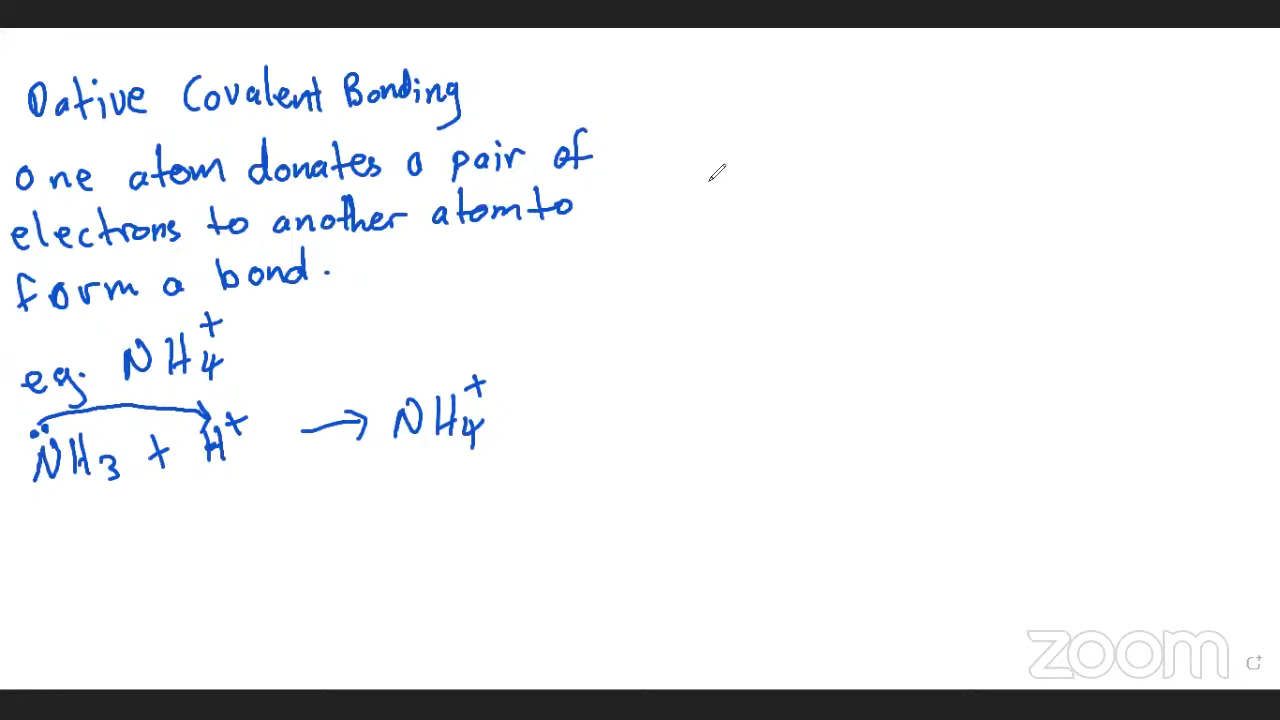 Dative Covalent Bonding
one atom donates a pair of
electrons to another atom to
form a bond.
eg. NH₄⁺
N̈H₃ + H⁺ → NH₄⁺
zoom